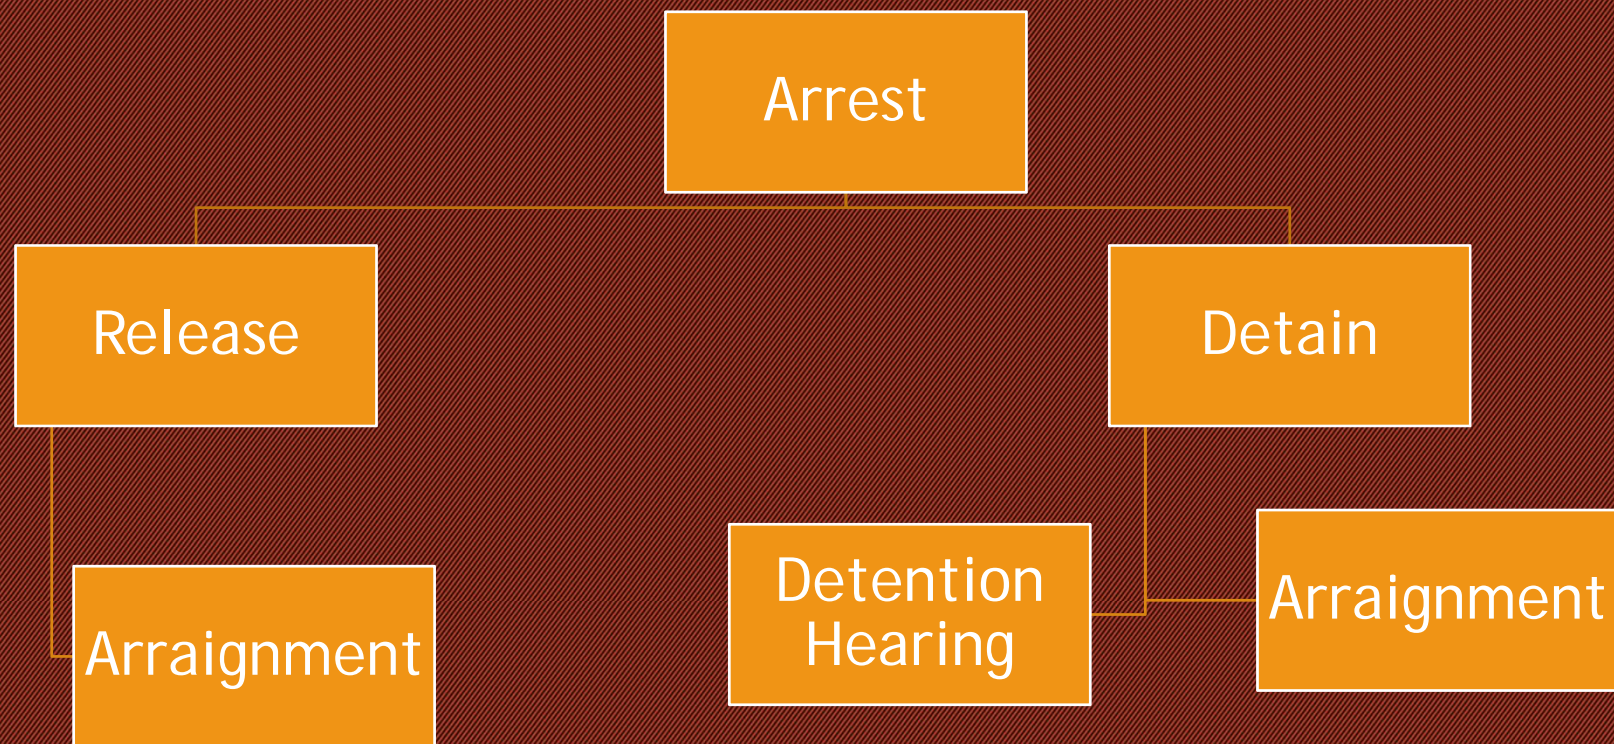 Arrest
Release
Detain
Detention
Hearing
Arraignment
Arraignment